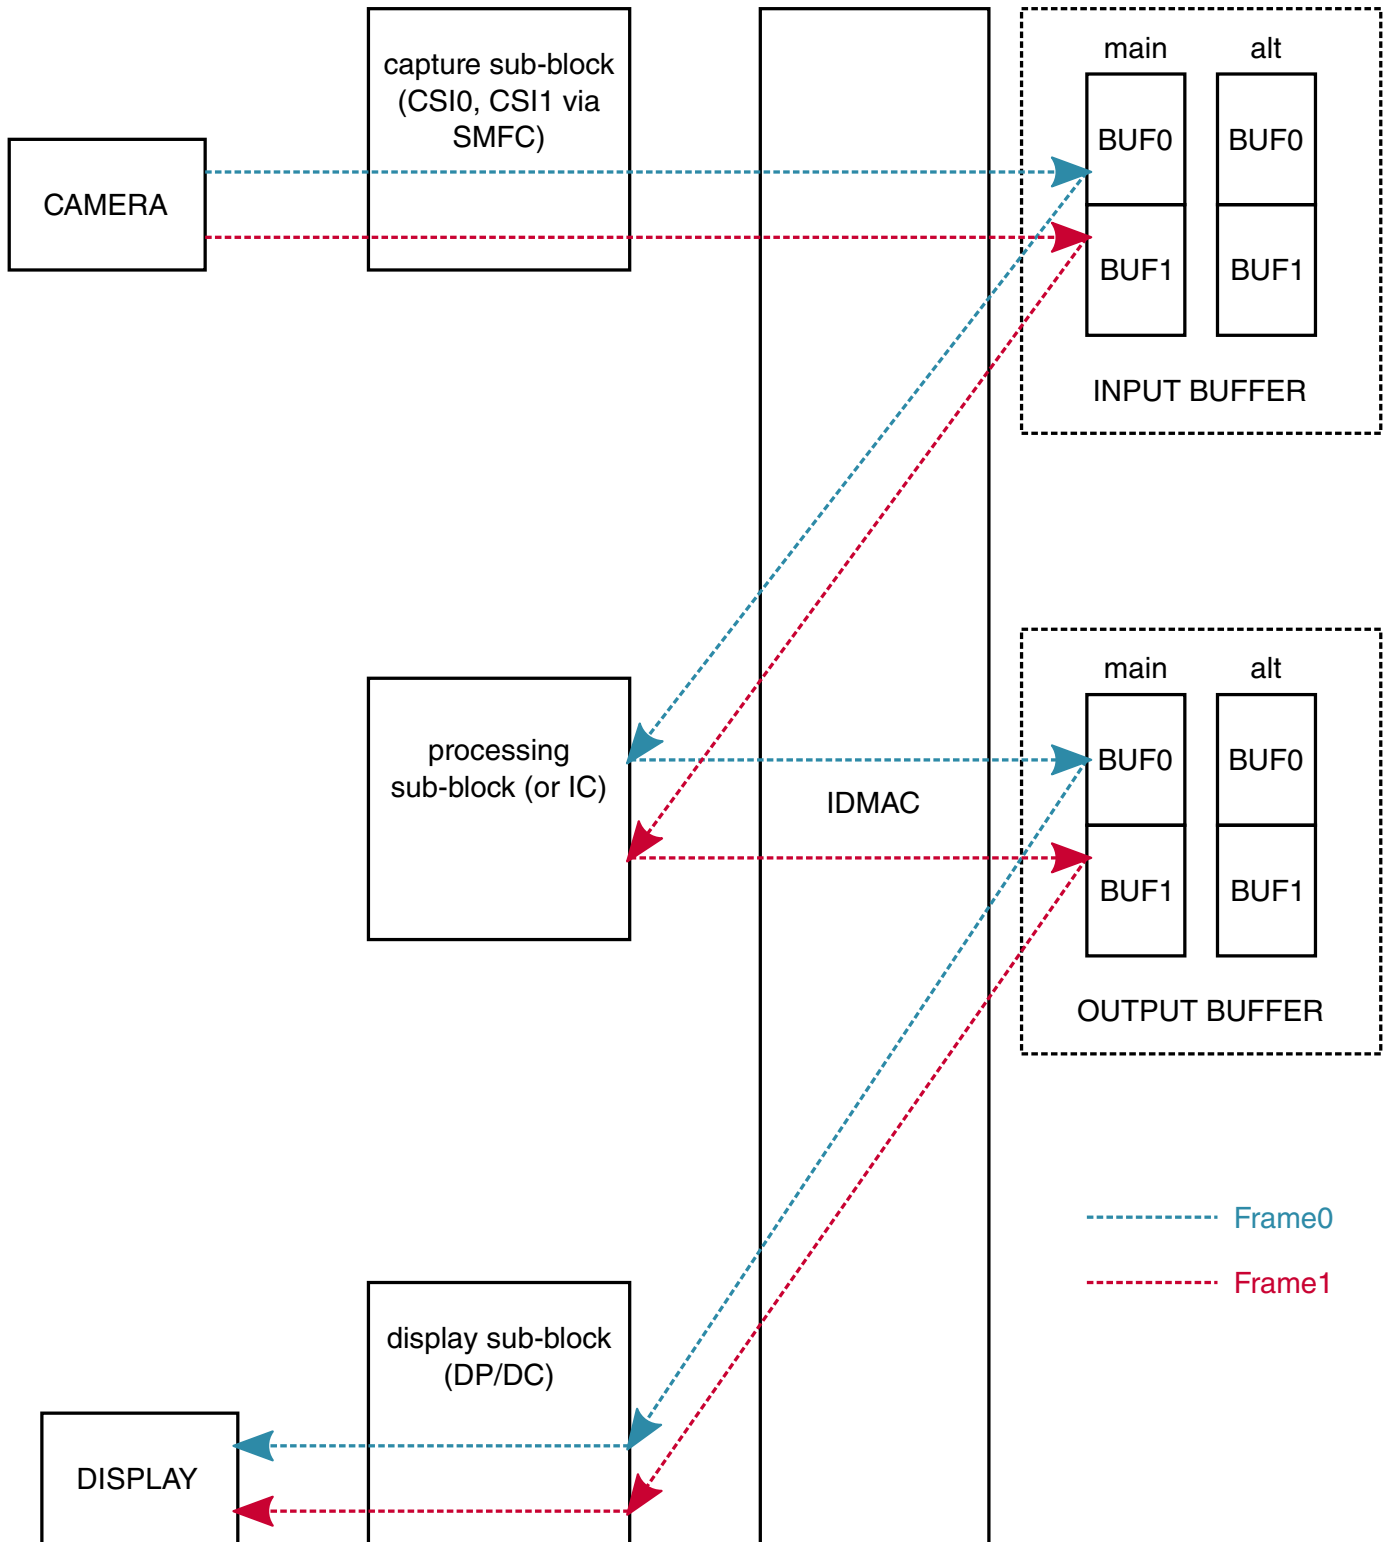 capture sub-block
(CSI0, CSI1 via
SMFC)
CAMERA
main alt
BUF0 BUF0
BUF1 BUF1
INPUT BUFFER
processing
sub-block (or IC)
IDMAC
main alt
BUF0 BUF0
BUF1 BUF1
OUTPUT BUFFER
Frame0
Frame1
display sub-block
(DP/DC)
DISPLAY